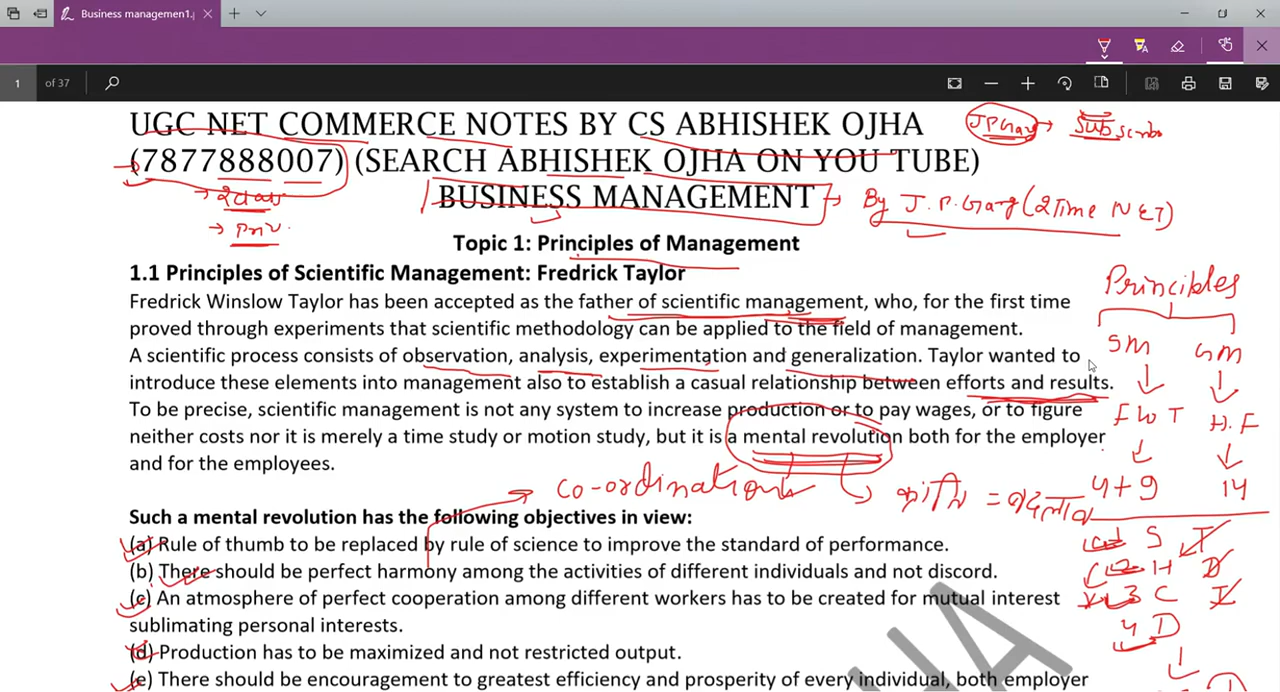 Business management1.p
1 of 37
UGC NET COMMERCE NOTES BY CS ABHISHEK OJHA
JPGarg → Subscribe
(7877888007) (SEARCH ABHISHEK OJHA ON YOU TUBE)
BUSINESS MANAGEMENT
By J.P. Garg (2 Time NET)
Topic 1: Principles of Management
1.1 Principles of Scientific Management: Fredrick Taylor
Fredrick Winslow Taylor has been accepted as the father of scientific management, who, for the first time
proved through experiments that scientific methodology can be applied to the field of management.
A scientific process consists of observation, analysis, experimentation and generalization. Taylor wanted to
introduce these elements into management also to establish a casual relationship between efforts and results.
To be precise, scientific management is not any system to increase production or to pay wages, or to figure
neither costs nor it is merely a time study or motion study, but it is a mental revolution both for the employer
and for the employees.
co-ordination
Such a mental revolution has the following objectives in view:
(a) Rule of thumb to be replaced by rule of science to improve the standard of performance.
(b) There should be perfect harmony among the activities of different individuals and not discord.
(c) An atmosphere of perfect cooperation among different workers has to be created for mutual interest
sublimating personal interests.
(d) Production has to be maximized and not restricted output.
(e) There should be encouragement to greatest efficiency and prosperity of every individual, both employer
Principles
SM GM
FWT H.F
4+9 14
1 S I
2 H D
3 C I
4 D